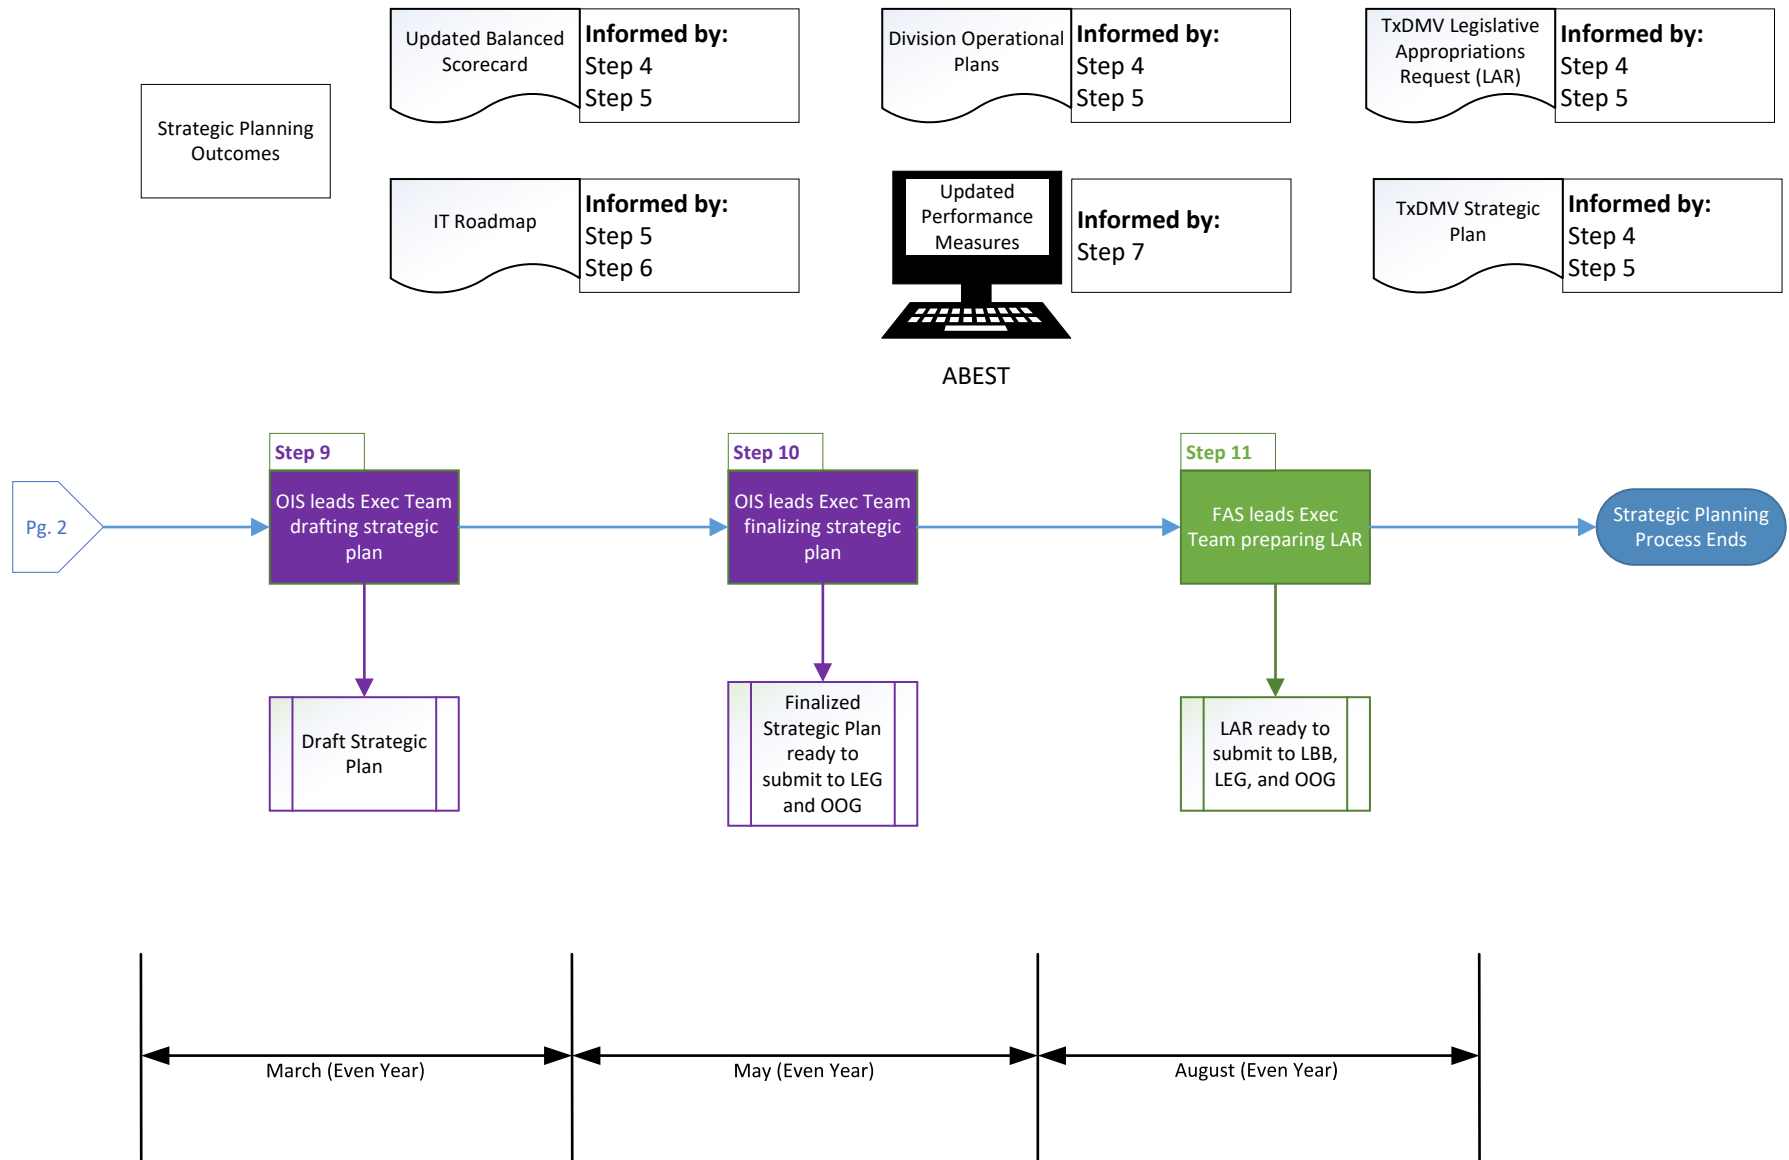 Strategic Planning
Outcomes
Updated Balanced
Scorecard
Informed by:
Step 4
Step 5
Division Operational
Plans
Informed by:
Step 4
Step 5
TxDMV Legislative
Appropriations
Request (LAR)
Informed by:
Step 4
Step 5
IT Roadmap
Informed by:
Step 5
Step 6
Updated
Performance
Measures
Informed by:
Step 7
ABEST
TxDMV Strategic
Plan
Informed by:
Step 4
Step 5
Pg. 2
Step 9
OIS leads Exec Team
drafting strategic
plan
Step 10
OIS leads Exec Team
finalizing strategic
plan
Step 11
FAS leads Exec
Team preparing LAR
Strategic Planning
Process Ends
Draft Strategic
Plan
Finalized
Strategic Plan
ready to
submit to LEG
and OOG
LAR ready to
submit to LBB,
LEG, and OOG
March (Even Year)
May (Even Year)
August (Even Year)